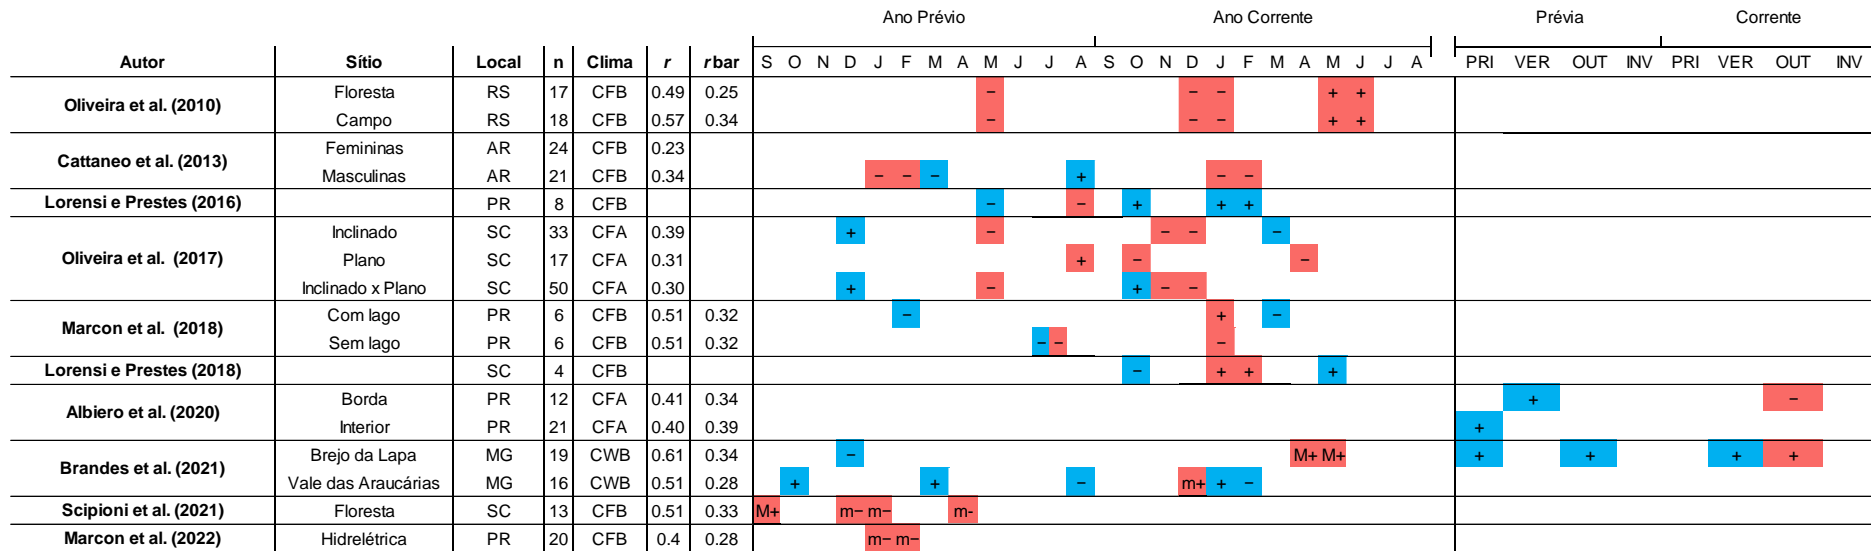 Ano Prévio Ano Corrente Prévia Corrente
Autor Sítio Local n Clima r rbar S O N D J F M A M J J A S O N D J F M A M J J A PRI VER OUT INV PRI VER OUT INV
Oliveira et al. (2010) Floresta RS 17 CFB 0.49 0.25 − − − + +
Campo RS 18 CFB 0.57 0.34 − − − + +
Cattaneo et al. (2013) Femininas AR 24 CFB 0.23
Masculinas AR 21 CFB 0.34 − − − + − −
Lorensi e Prestes (2016) PR 8 CFB − − + + +
Oliveira et al. (2017) Inclinado SC 33 CFA 0.39 + − − − −
Plano SC 17 CFA 0.31 + − −
Inclinado x Plano SC 50 CFA 0.30 + − + − −
Marcon et al. (2018) Com lago PR 6 CFB 0.51 0.32 − + −
Sem lago PR 6 CFB 0.51 0.32 − − −
Lorensi e Prestes (2018) SC 4 CFB − + + +
Albiero et al. (2020) Borda PR 12 CFA 0.41 0.34 + −
Interior PR 21 CFA 0.40 0.39 +
Brandes et al. (2021) Brejo da Lapa MG 19 CWB 0.61 0.34 − M+ M+ + + + +
Vale das Araucárias MG 16 CWB 0.51 0.28 + + − m+ + −
Scipioni et al. (2021) Floresta SC 13 CFB 0.51 0.33 M+ m− m− m-
Marcon et al. (2022) Hidrelétrica PR 20 CFB 0.4 0.28 m− m−